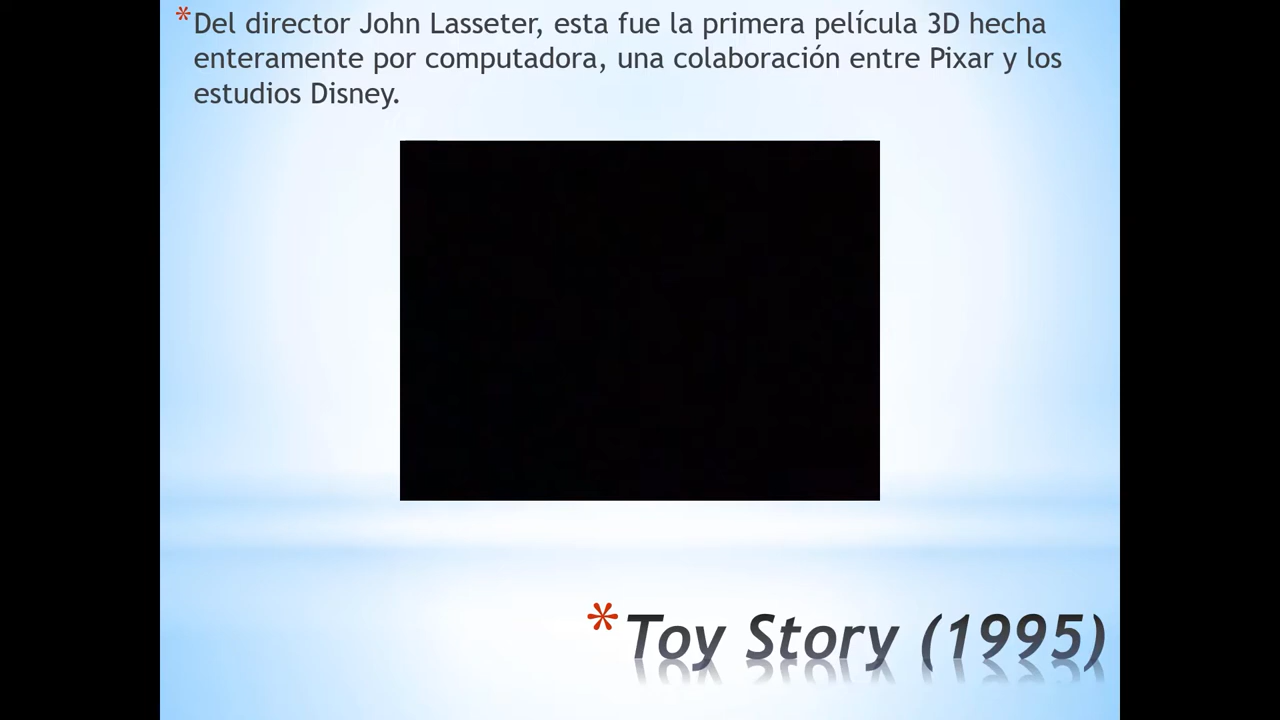 *Del director John Lasseter, esta fue la primera película 3D hecha
enteramente por computadora, una colaboración entre Pixar y los
estudios Disney.
*Toy Story (1995)